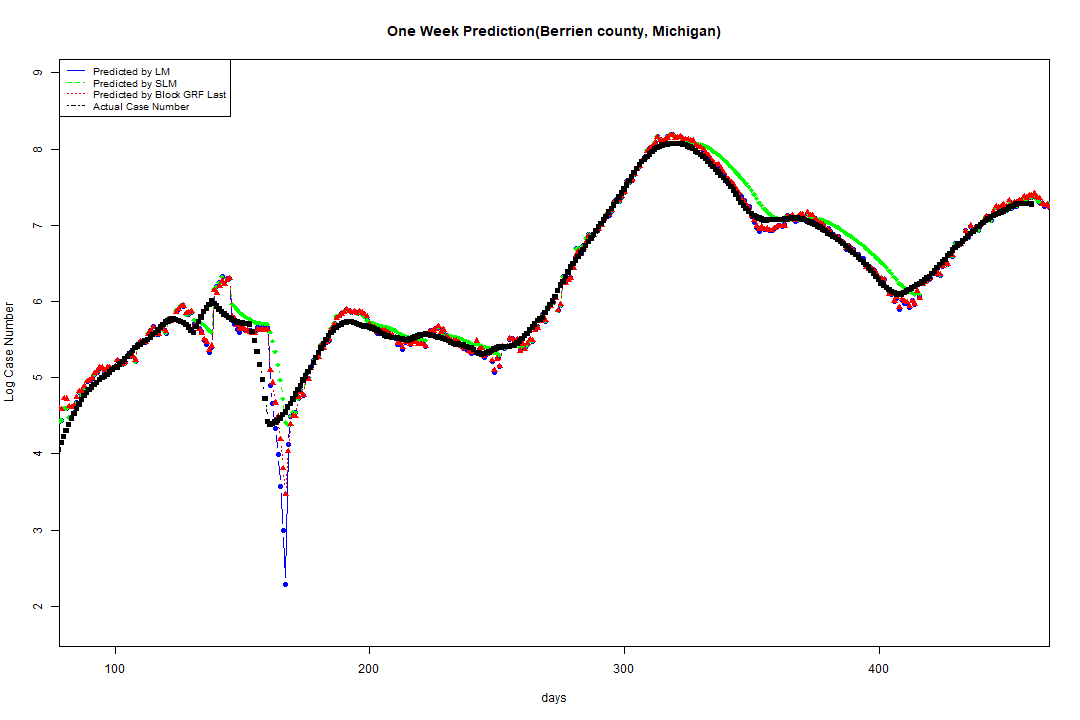 One Week Prediction(Berrien county, Michigan)
Predicted by LM
Predicted by SLM
Predicted by Block GRF Last
Actual Case Number
9
8
7
6
5
4
3
2
Log Case Number
100 200 300 400
days